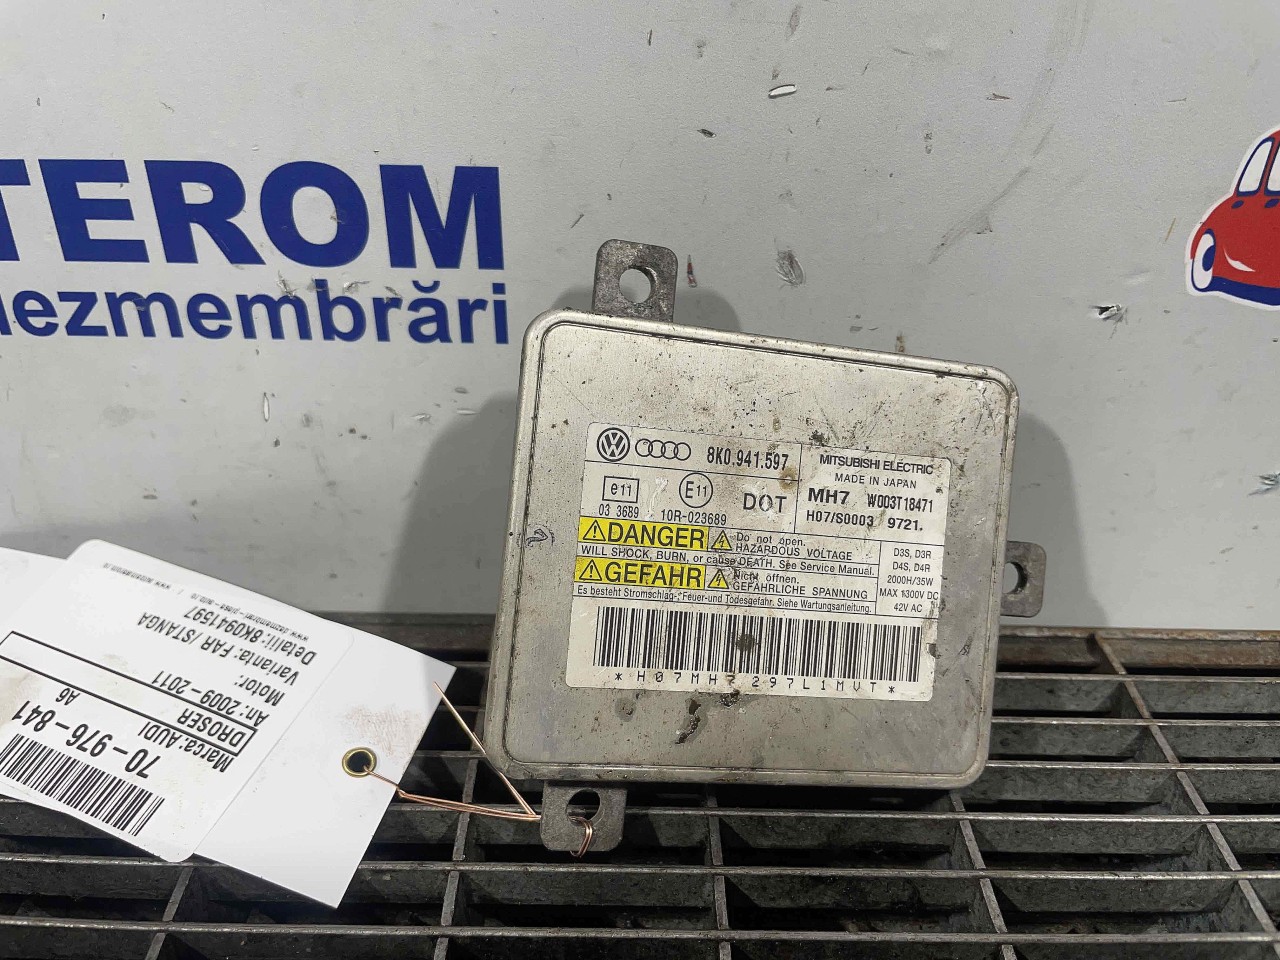 TEROM
dezmembrări
8K0.941.597
e11
E11
DOT
03 3689
10R-023689
MITSUBISHI ELECTRIC
MADE IN JAPAN
MH7 W003T18471
H07/S0003 9721.
DANGER
Do not open.
HAZARDOUS VOLTAGE
WILL SHOCK, BURN, or cause DEATH. See Service Manual.
GEFAHR
Nicht öffnen.
GEFÄHRLICHE SPANNUNG
Es besteht Stromschlag-, Feuer-und Todesgefahr. Siehe Wartungsanleitung.
D3S, D3R
D4S, D4R
2000H/35W
MAX 1300V DC
42V AC
70-976-841
Marca: AUDI
DROSER A6
An: 2009 - 2011
Motor:
Varianta: FAR /STANGA
Detalii: 8K0941597